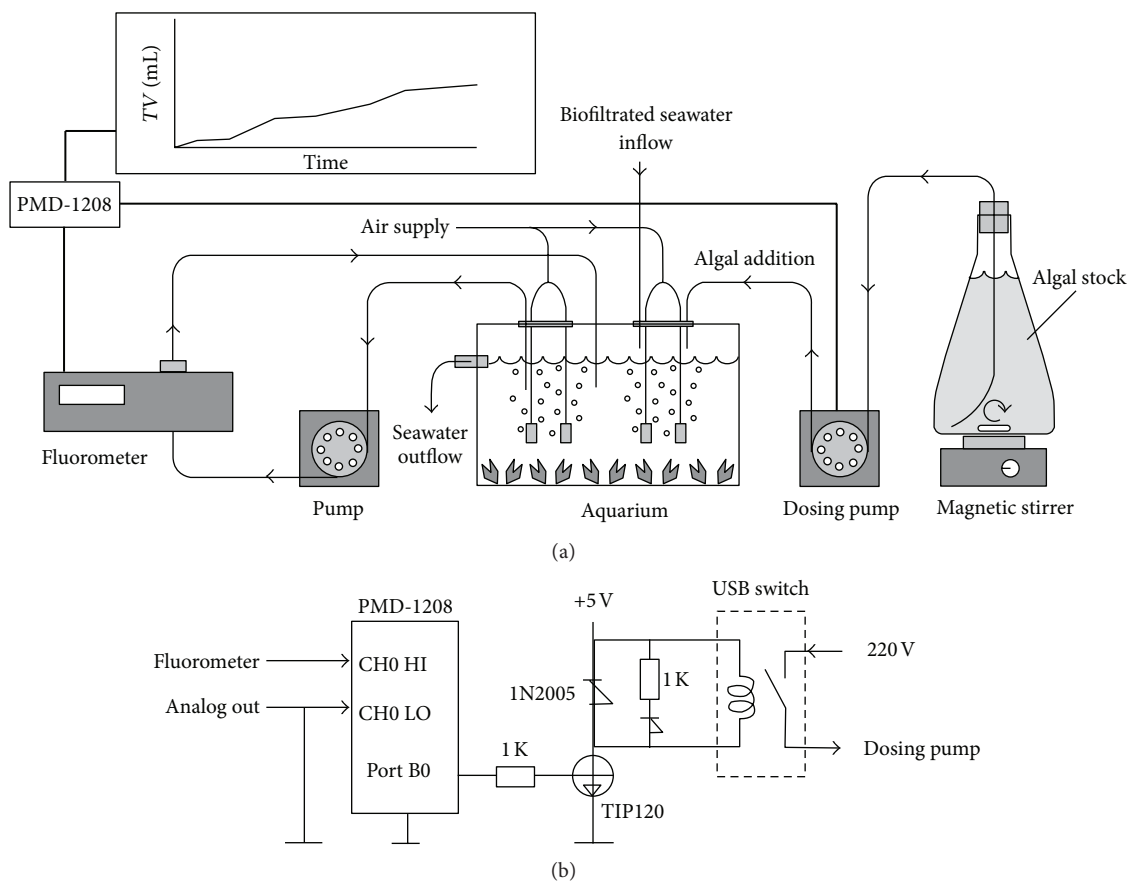 TV (mL)
Time
PMD-1208
Biofiltrated seawater
inflow
Air supply
Algal addition
Algal stock
Fluorometer
Pump
Seawater
outflow
Aquarium
Dosing pump
Magnetic stirrer
(a)
PMD-1208
+5 V
USB switch
Fluorometer
CH0 HI
1N2005
1 K
220 V
Analog out
CH0 LO
Port B0
1 K
Dosing pump
TIP120
(b)